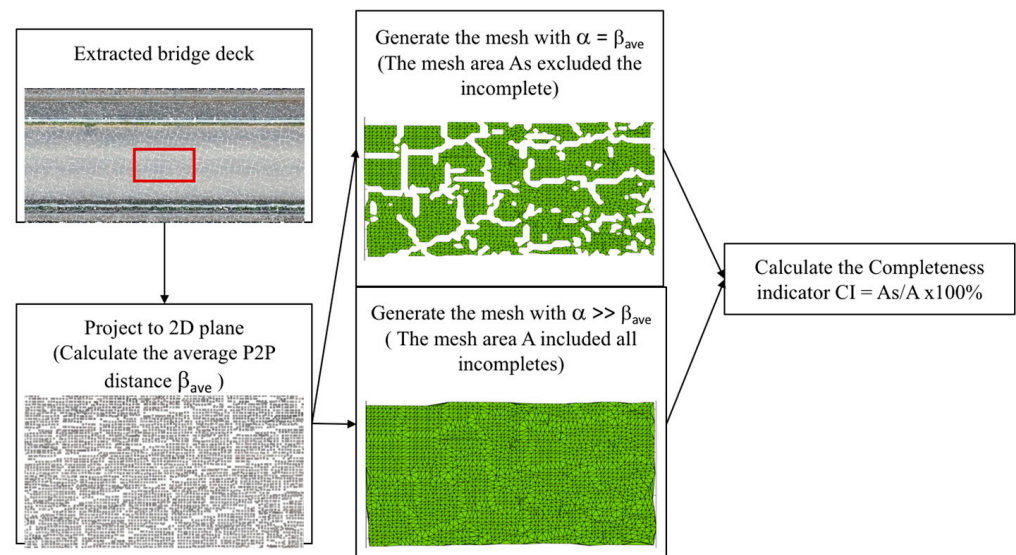 Extracted bridge deck
Project to 2D plane
(Calculate the average P2P
distance βave )
Generate the mesh with α = βave
(The mesh area As excluded the
incomplete)
Generate the mesh with α >> βave
( The mesh area A included all
incompletes)
Calculate the Completeness
indicator CI = As/A x100%